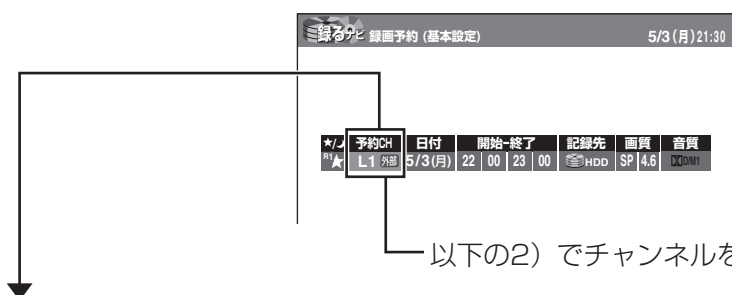 録るナビ 録画予約 (基本設定) 5/3(月)21:30
★/ 予約CH 日付 開始-終了 記録先 画質 音質
R1★ L1 外部 5/3(月) 22 00 23 00 HDD SP 4.6 D/M1
以下の2）でチャンネルを